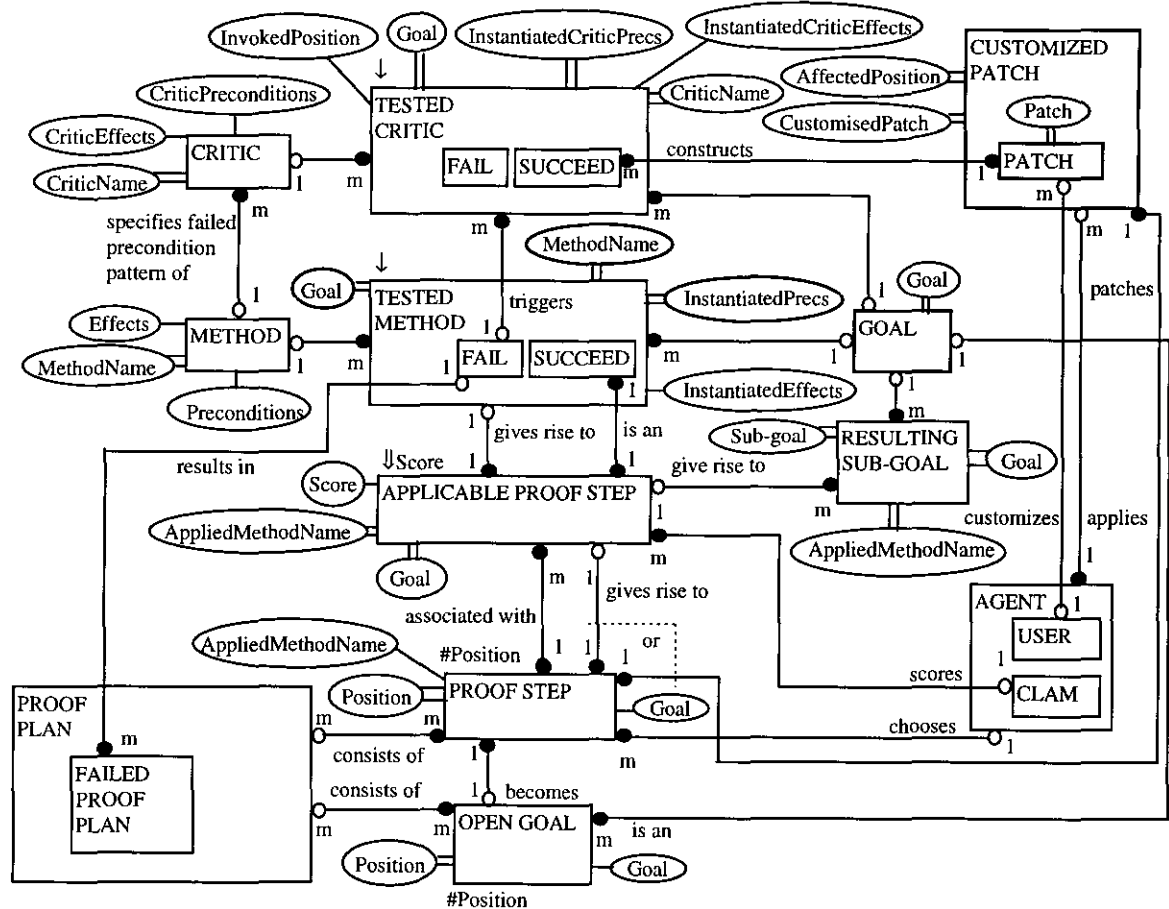 InvokedPosition
Goal
InstantiatedCriticPrecs
InstantiatedCriticEffects
↓
CriticPreconditions
TESTED
CRITIC
CriticName
CUSTOMIZED
PATCH
AffectedPosition
CustomisedPatch
Patch
CriticEffects
CRITIC
CriticName
1
m
FAIL
SUCCEED
m
constructs
1
PATCH
m
m
specifies failed
precondition
pattern of
m
m
m
1
MethodName
↓
Goal
TESTED
METHOD
triggers
InstantiatedPrecs
1
Goal
patches
1
Effects
METHOD
MethodName
1
m
1
FAIL
SUCCEED
1
1
m
1
GOAL
1
Preconditions
InstantiatedEffects
1
m
1
gives rise to
is an
Sub-goal
RESULTING
SUB-GOAL
Goal
results in
⇓Score
1
1
give rise to
Score
APPLICABLE PROOF STEP
1
m
AppliedMethodName
m
customizes
applies
AppliedMethodName
Goal
m
1
gives rise to
1
associated with
AGENT
1
USER
AppliedMethodName
#Position
1
1
or
1
1
scores
CLAM
Position
PROOF STEP
Goal
PROOF
PLAN
m
m
m
m
chooses
1
consists of
1
FAILED
PROOF
PLAN
consists of
1
becomes
m
m
OPEN GOAL
m
is an
Position
Goal
#Position